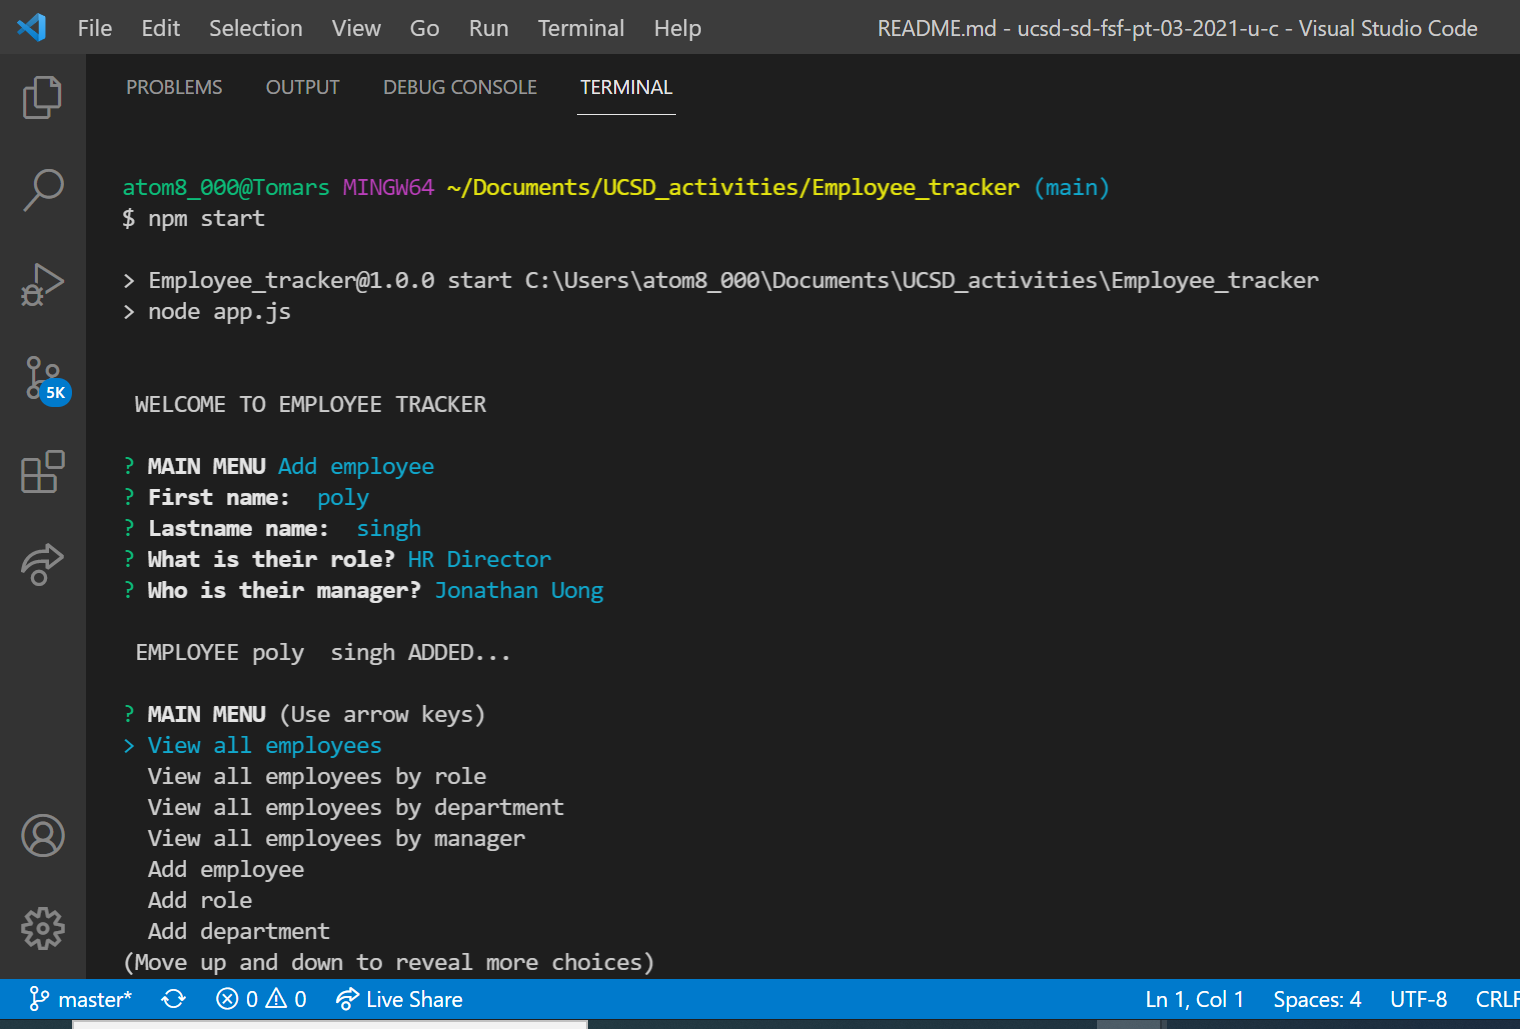 File Edit Selection View Go Run Terminal Help README.md - ucsd-sd-fsf-pt-03-2021-u-c - Visual Studio Code
PROBLEMS OUTPUT DEBUG CONSOLE TERMINAL
atom8_000@Tomars MINGW64 ~/Documents/UCSD_activities/Employee_tracker (main)
$ npm start
> Employee_tracker@1.0.0 start C:\Users\atom8_000\Documents\UCSD_activities\Employee_tracker
> node app.js
5K
WELCOME TO EMPLOYEE TRACKER
? MAIN MENU Add employee
? First name:  poly
? Lastname name:  singh
? What is their role? HR Director
? Who is their manager? Jonathan Uong
EMPLOYEE poly  singh ADDED...
? MAIN MENU (Use arrow keys)
> View all employees
View all employees by role
View all employees by department
View all employees by manager
Add employee
Add role
Add department
(Move up and down to reveal more choices)
master* 0 0 Live Share Ln 1, Col 1 Spaces: 4 UTF-8 CRLF